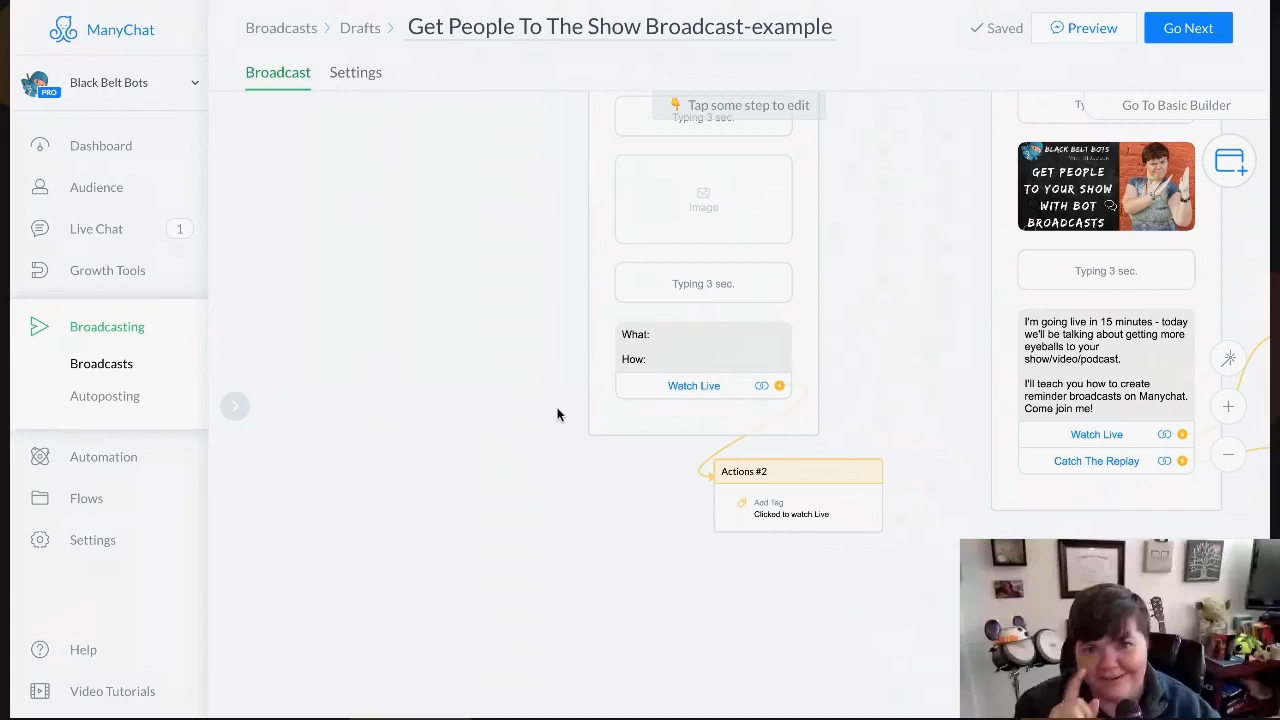 ManyChat
Broadcasts
Drafts
Get People To The Show Broadcast-example
Saved
Preview
Go Next
Black Belt Bots
PRO
Broadcast
Settings
Dashboard
Audience
Live Chat
1
Growth Tools
Broadcasting
Broadcasts
Autoposting
Automation
Flows
Settings
Help
Video Tutorials
Tap some step to edit
Typing 3 sec.
Image
Typing 3 sec.
What:
How:
Watch Live
Actions #2
Add Tag
Clicked to watch Live
Go To Basic Builder
BLACK BELT BOTS
GET PEOPLE
TO YOUR SHOW
WITH BOT
BROADCASTS
Typing 3 sec.
I'm going live in 15 minutes - today
we'll be talking about getting more
eyeballs to your
show/video/podcast.
I'll teach you how to create
reminder broadcasts on Manychat.
Come join me!
Watch Live
Catch The Replay